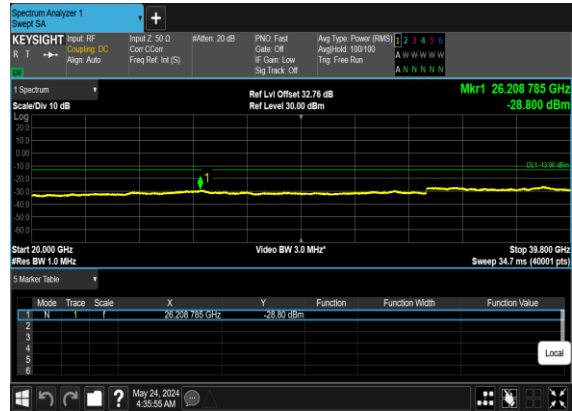 Spectrum Analyzer 1
Swept SA
+
KEYSIGHT Input: RF Input Z: 50 Ω #Atten: 20 dB PNO: Fast Avg Type: Power (RMS) 1 2 3 4 5 6
R T Coupling: DC Corr CCorr Gate: Off Avg|Hold: 100/100 A W W W W W
Align: Auto Freq Ref: Int (S) IF Gain: Low Trig: Free Run
LW Sig Track: Off A N N N N N
1 Spectrum Ref Lvl Offset 32.76 dB Mkr1 26.208 785 GHz
Scale/Div 10 dB Ref Level 30.00 dBm -28.800 dBm
Log
20.0
10.0
0.00
-10.0 DL1 -13.00 dBm
-20.0 1
-30.0
-40.0
-50.0
-60.0
Start 20.000 GHz Video BW 3.0 MHz* Stop 39.800 GHz
#Res BW 1.0 MHz Sweep 34.7 ms (40001 pts)
5 Marker Table
Mode Trace Scale X Y Function Function Width Function Value
1 N 1 f 26.208 785 GHz -28.80 dBm
2
3
4
5
6
Local
? May 24, 2024
4:35:55 AM